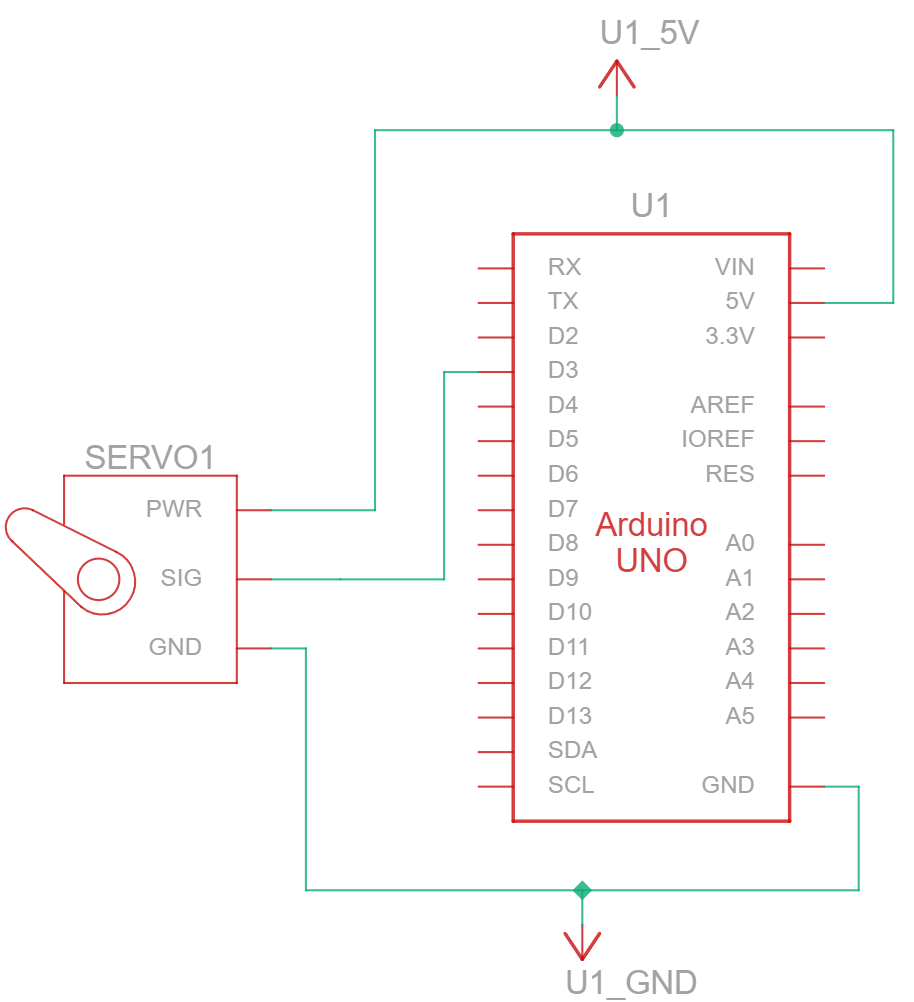 U1_5V
U1
RX VIN
TX 5V
D2 3.3V
D3
D4 AREF
D5 IOREF
D6 RES
D7
D8 A0
D9 A1
D10 A2
D11 A3
D12 A4
D13 A5
SDA
SCL GND
Arduino
UNO
SERVO1
PWR
SIG
GND
U1_GND